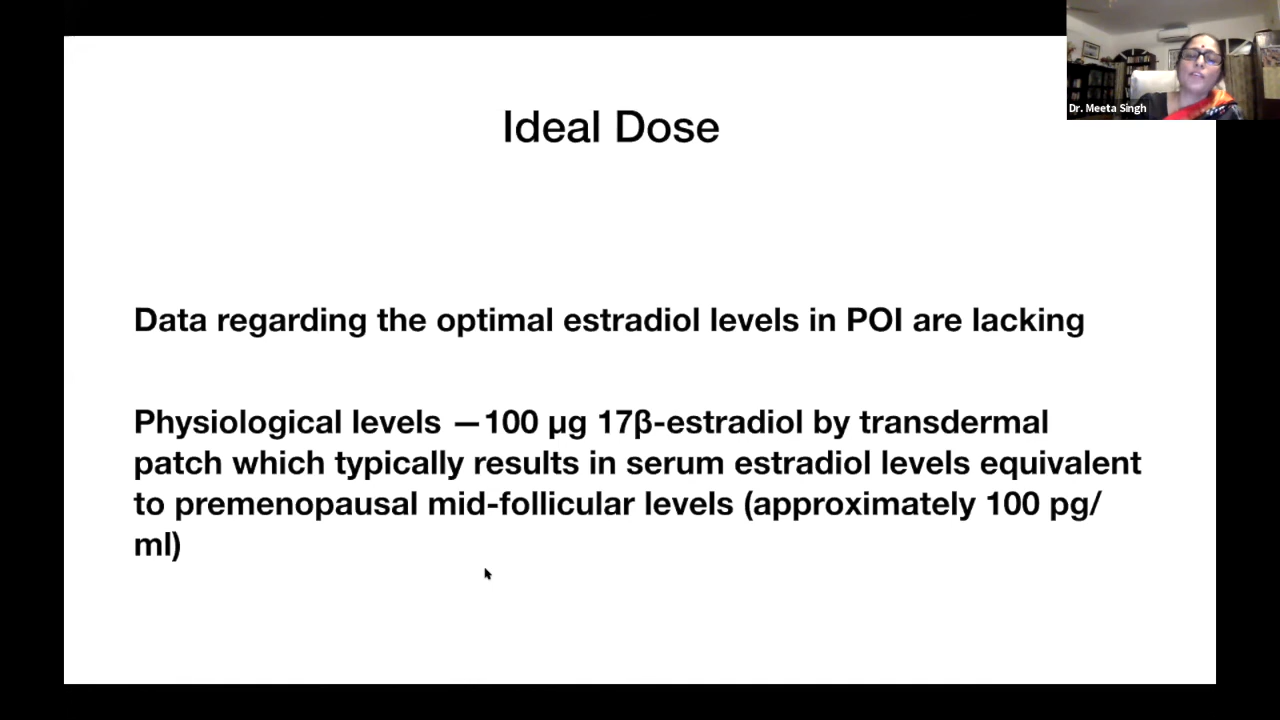 Dr. Meeta Singh
Ideal Dose
Data regarding the optimal estradiol levels in POI are lacking
Physiological levels —100 µg 17β-estradiol by transdermal
patch which typically results in serum estradiol levels equivalent
to premenopausal mid-follicular levels (approximately 100 pg/
ml)